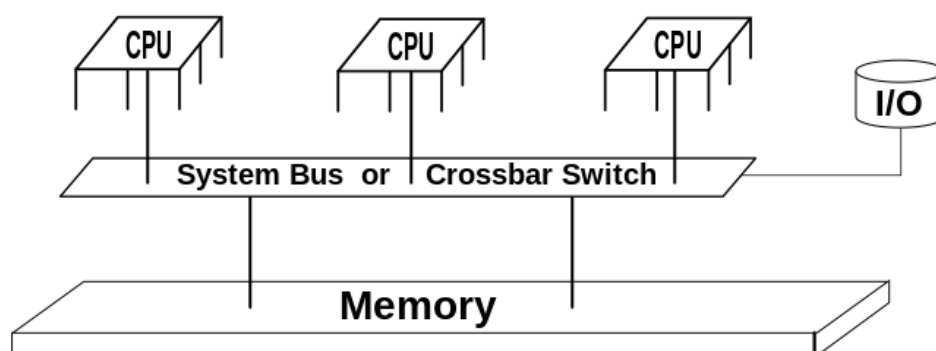 CPU
CPU
CPU
I/O
System Bus or Crossbar Switch
Memory